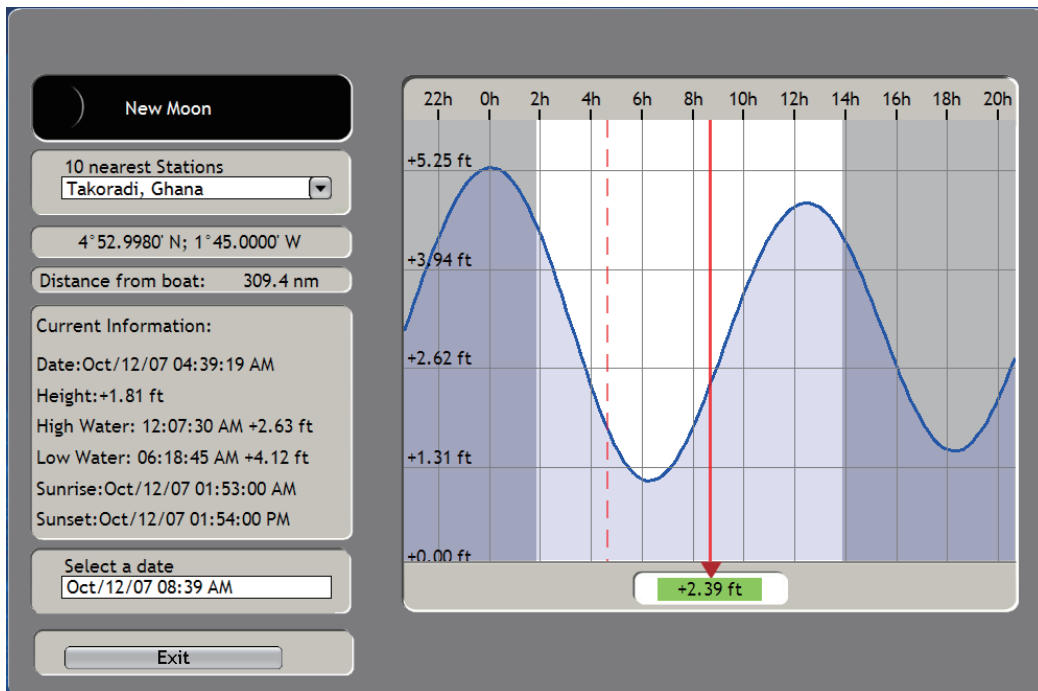 New Moon
10 nearest Stations
Takoradi, Ghana
4°52.9980' N; 1°45.0000' W
Distance from boat: 309.4 nm
Current Information:
Date:Oct/12/07 04:39:19 AM
Height:+1.81 ft
High Water: 12:07:30 AM +2.63 ft
Low Water: 06:18:45 AM +4.12 ft
Sunrise:Oct/12/07 01:53:00 AM
Sunset:Oct/12/07 01:54:00 PM
Select a date
Oct/12/07 08:39 AM
Exit
22h 0h 2h 4h 6h 8h 10h 12h 14h 16h 18h 20h
+5.25 ft
+3.94 ft
+2.62 ft
+1.31 ft
+0.00 ft
+2.39 ft